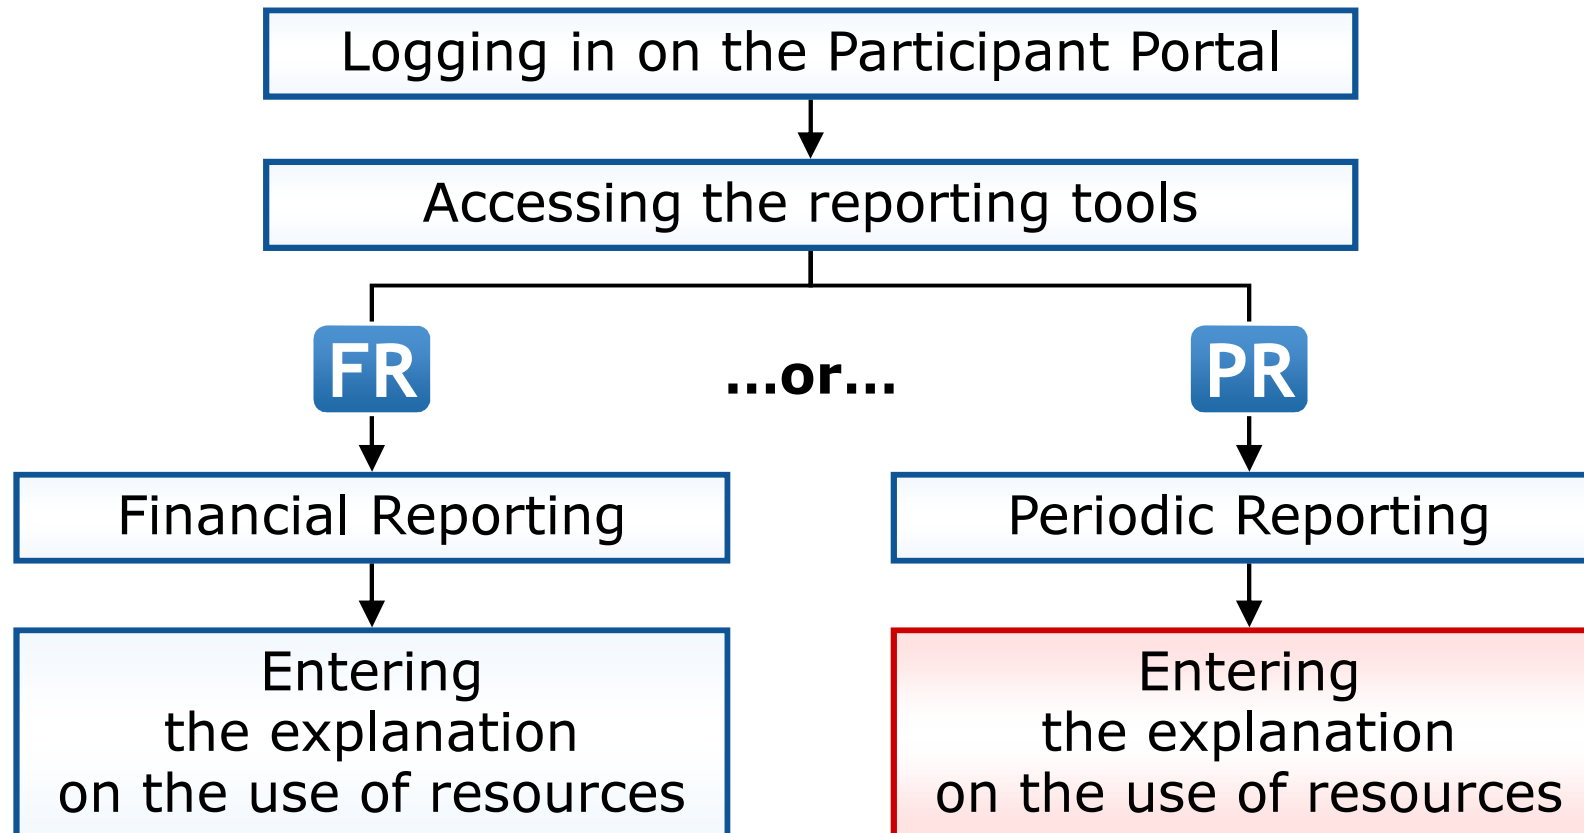 Logging in on the Participant Portal
Accessing the reporting tools
FR
...or...
PR
Financial Reporting
Periodic Reporting
Entering
the explanation
on the use of resources
Entering
the explanation
on the use of resources